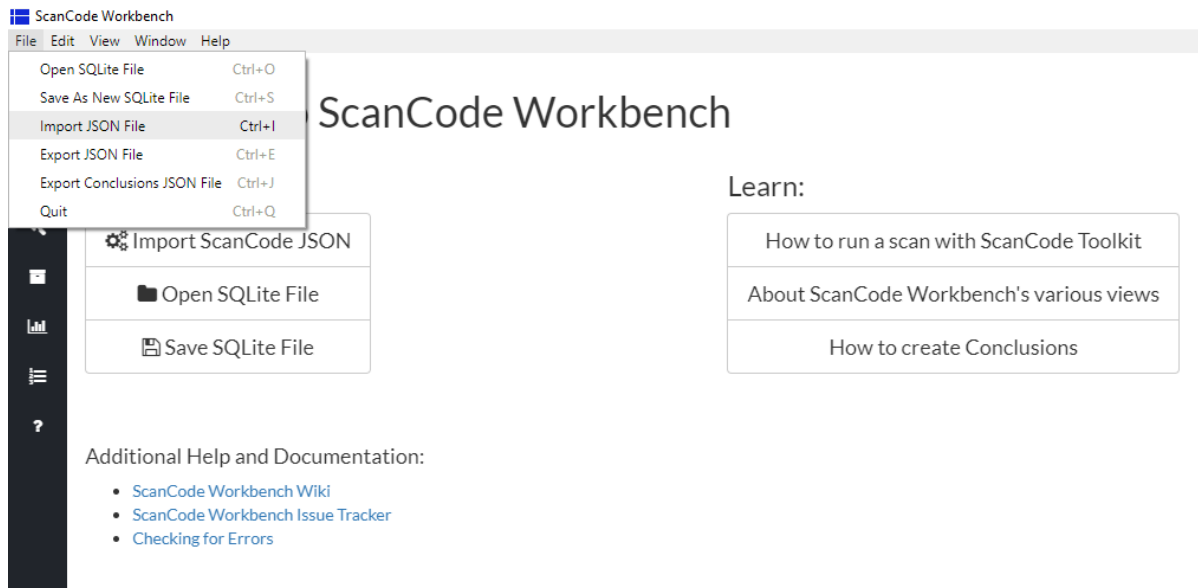 ScanCode Workbench
File Edit View Window Help
Open SQLite File Ctrl+O
Save As New SQLite File Ctrl+S
Import JSON File Ctrl+I
Export JSON File Ctrl+E
Export Conclusions JSON File Ctrl+J
Quit Ctrl+Q
ScanCode Workbench
Import ScanCode JSON
Open SQLite File
Save SQLite File
Learn:
How to run a scan with ScanCode Toolkit
About ScanCode Workbench's various views
How to create Conclusions
Additional Help and Documentation:
• ScanCode Workbench Wiki
• ScanCode Workbench Issue Tracker
• Checking for Errors